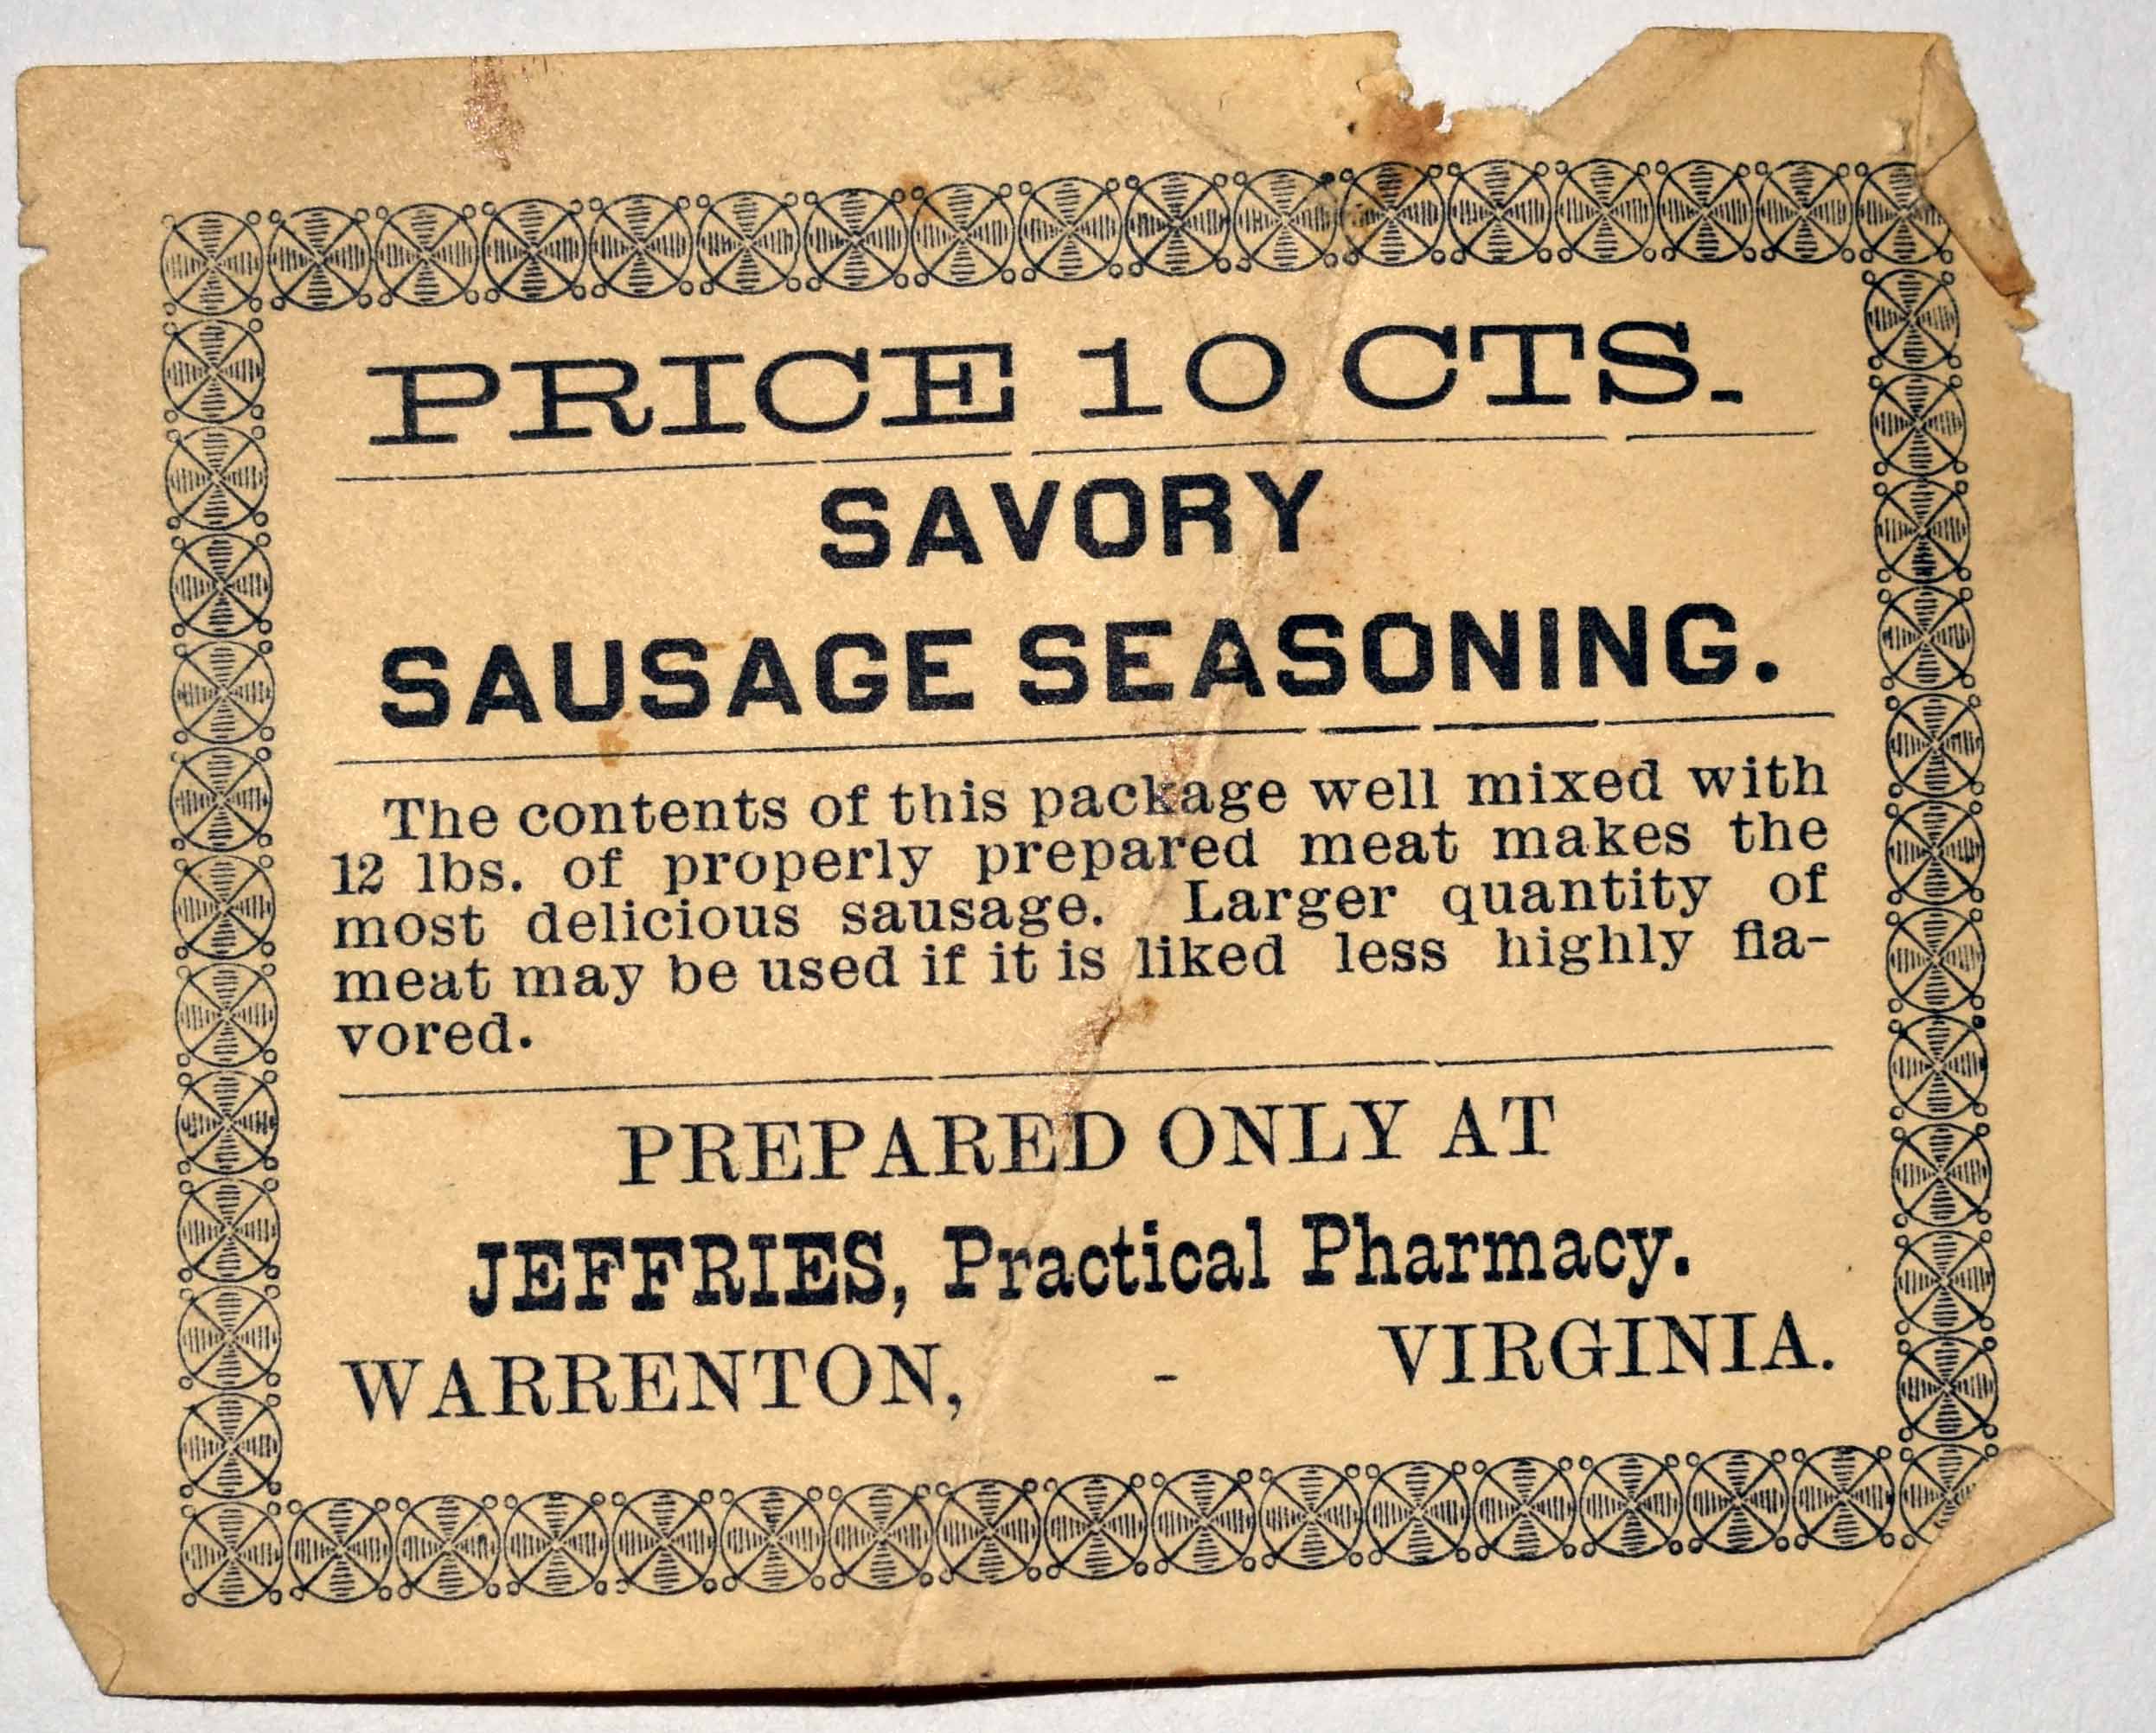 PRICE 10 CTS.
SAVORY
SAUSAGE SEASONING.
The contents of this package well mixed with
12 lbs. of properly prepared meat makes the
most delicious sausage. Larger quantity of
meat may be used if it is liked less highly fla-
vored.
PREPARED ONLY AT
JEFFRIES, Practical Pharmacy.
WARRENTON, - VIRGINIA.